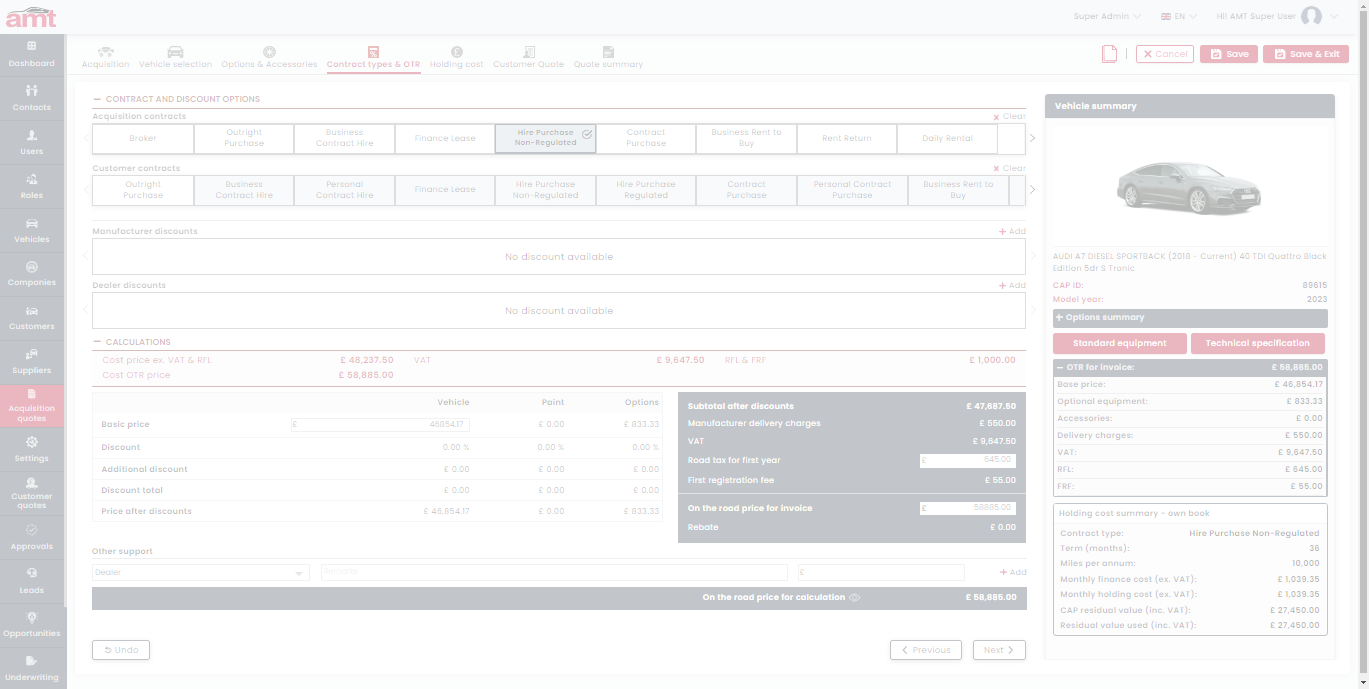 amt
Super Admin
EN
Hi! AMT Super User
Dashboard
Contacts
Users
Roles
Vehicles
Companies
Customers
Suppliers
Acquisition
quotes
Settings
Customer
quotes
Approvals
Leads
Opportunities
Underwriting
Acquisition
Vehicle selection
Options & Accessories
Contract types & OTR
Holding cost
Customer Quote
Quote summary
Cancel
Save
Save & Exit
CONTRACT AND DISCOUNT OPTIONS
Acquisition contracts
Clear
Broker
Outright
Purchase
Business
Contract Hire
Finance Lease
Hire Purchase
Non-Regulated
Contract
Purchase
Business Rent to
Buy
Rent Return
Daily Rental
Customer contracts
Clear
Outright
Purchase
Business
Contract Hire
Personal
Contract Hire
Finance Lease
Hire Purchase
Non-Regulated
Hire Purchase
Regulated
Contract
Purchase
Personal Contract
Purchase
Business Rent to
Buy
Manufacturer discounts
+ Add
No discount available
Dealer discounts
+ Add
No discount available
CALCULATIONS
Cost price ex. VAT & RFL £ 48,237.50 VAT £ 9,647.50 RFL & FRF £ 1,000.00
Cost OTR price £ 58,885.00
Vehicle Paint Options
Basic price £ 46854.17 £ 0.00 £ 833.33
Discount 0.00 % 0.00 % 0.00 %
Additional discount £ 0.00 £ 0.00 £ 0.00
Discount total £ 0.00 £ 0.00 £ 0.00
Price after discounts £ 46,854.17 £ 0.00 £ 833.33
Subtotal after discounts £ 47,687.50
Manufacturer delivery charges £ 550.00
VAT £ 9,647.50
Road tax for first year £ 645.00
First registration fee £ 55.00
On the road price for invoice £ 58885.00
Rebate £ 0.00
Other support
Dealer
£
+ Add
On the road price for calculation £ 58,885.00
Undo
Previous
Next
Vehicle summary
AUDI A7 DIESEL SPORTBACK (2018 - Current) 40 TDI Quattro Black
Edition 5dr S Tronic
CAP ID: 89615
Model year: 2023
+ Options summary
Standard equipment
Technical specification
OTR for invoice: £ 58,885.00
Base price: £ 46,854.17
Optional equipment: £ 833.33
Accessories: £ 0.00
Delivery charges: £ 550.00
VAT: £ 9,647.50
RFL: £ 645.00
FRF: £ 55.00
Holding cost summary - own book
Contract type: Hire Purchase Non-Regulated
Term (months): 36
Miles per annum: 10,000
Monthly finance cost (ex. VAT): £ 1,039.35
Monthly holding cost (ex. VAT): £ 1,039.35
CAP residual value (inc. VAT): £ 27,450.00
Residual value used (inc. VAT): £ 27,450.00